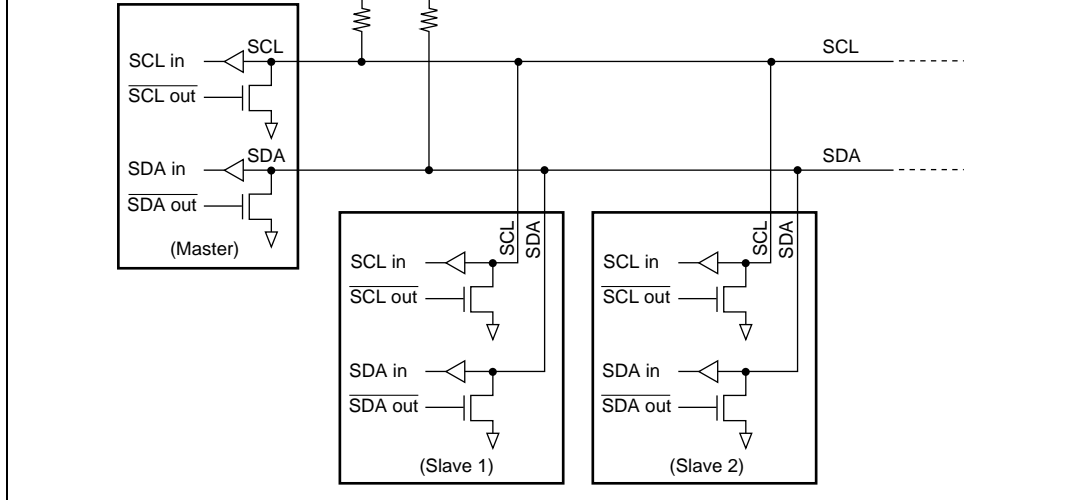 SCL
SCL in
SCL out
SDA
SDA in
SDA out
(Master)
SCL
SDA
SCL
SDA
SCL in
SCL out
SDA in
SDA out
(Slave 1)
SCL
SDA
SCL in
SCL out
SDA in
SDA out
(Slave 2)